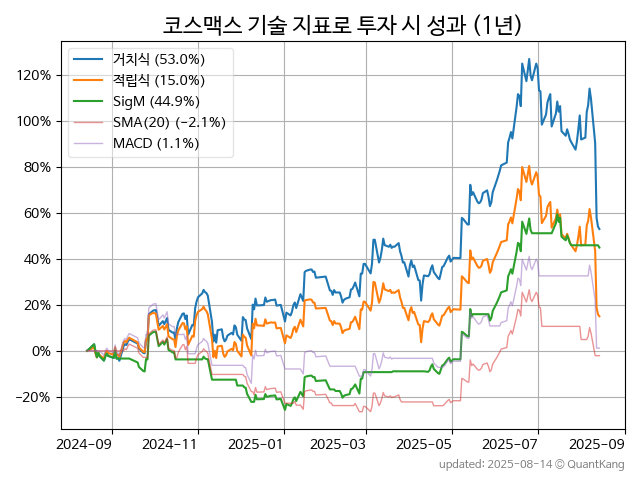 코스맥스 기술 지표로 투자 시 성과 (1년)
거치식 (53.0%)
적립식 (15.0%)
SigM (44.9%)
SMA(20) (−2.1%)
MACD (1.1%)
120%
100%
80%
60%
40%
20%
0%
−20%
2024-09 2024-11 2025-01 2025-03 2025-05 2025-07 2025-09
updated: 2025-08-14 © QuantKang